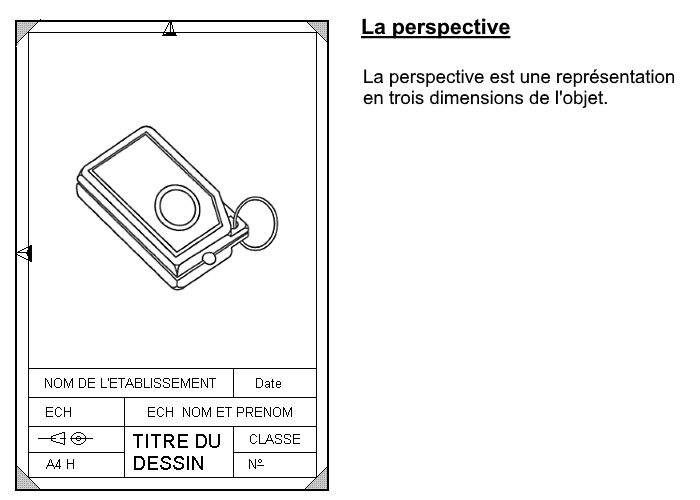 La perspective
La perspective est une représentation
en trois dimensions de l'objet.
NOM DE L'ETABLISSEMENT
Date
ECH
ECH NOM ET PRENOM
TITRE DU
DESSIN
CLASSE
A4 H
Nº